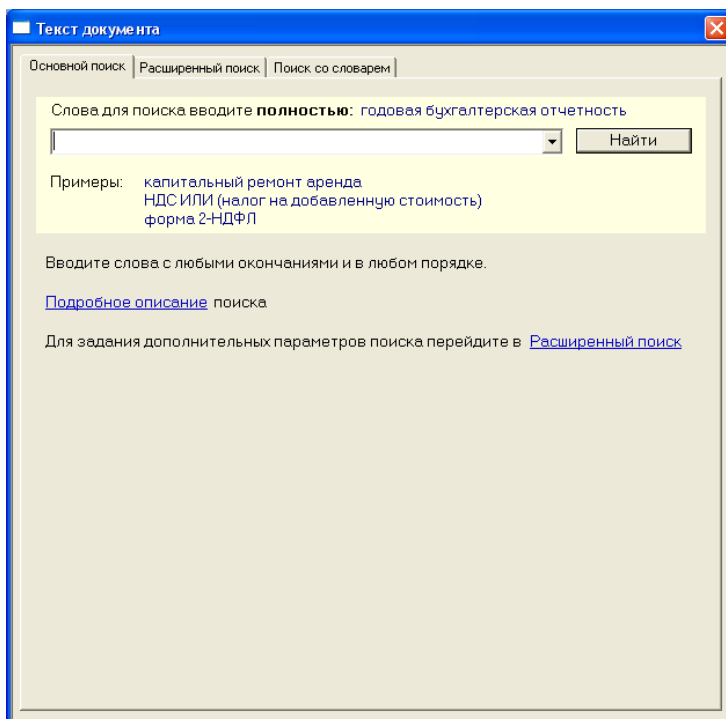 Текст документа
Основной поиск Расширенный поиск Поиск со словарем
Слова для поиска вводите полностью: годовая бухгалтерская отчетность
Найти
Примеры: капитальный ремонт аренда
НДС ИЛИ (налог на добавленную стоимость)
форма 2-НДФЛ
Вводите слова с любыми окончаниями и в любом порядке.
Подробное описание поиска
Для задания дополнительных параметров поиска перейдите в Расширенный поиск